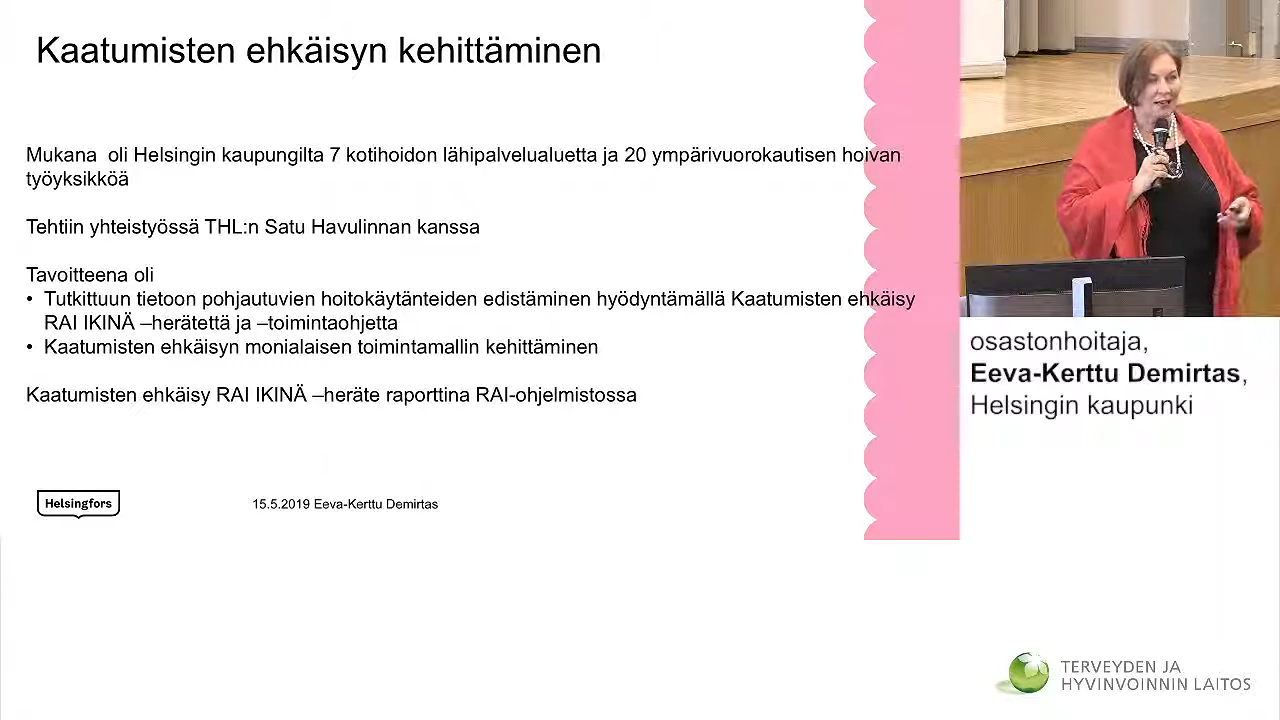 Kaatumisten ehkäisyn kehittäminen
Mukana oli Helsingin kaupungilta 7 kotihoidon lähipalvelualuetta ja 20 ympärivuorokautisen hoivan
työyksikköä
Tehtiin yhteistyössä THL:n Satu Havulinnan kanssa
Tavoitteena oli
• Tutkittuun tietoon pohjautuvien hoitokäytänteiden edistäminen hyödyntämällä Kaatumisten ehkäisy
RAI IKINÄ –herätettä ja –toimintaohjetta
• Kaatumisten ehkäisyn monialaisen toimintamallin kehittäminen
Kaatumisten ehkäisy RAI IKINÄ –heräte raporttina RAI-ohjelmistossa
Helsingfors
15.5.2019 Eeva-Kerttu Demirtas
osastonhoitaja,
Eeva-Kerttu Demirtas,
Helsingin kaupunki
TERVEYDEN JA
HYVINVOINNIN LAITOS